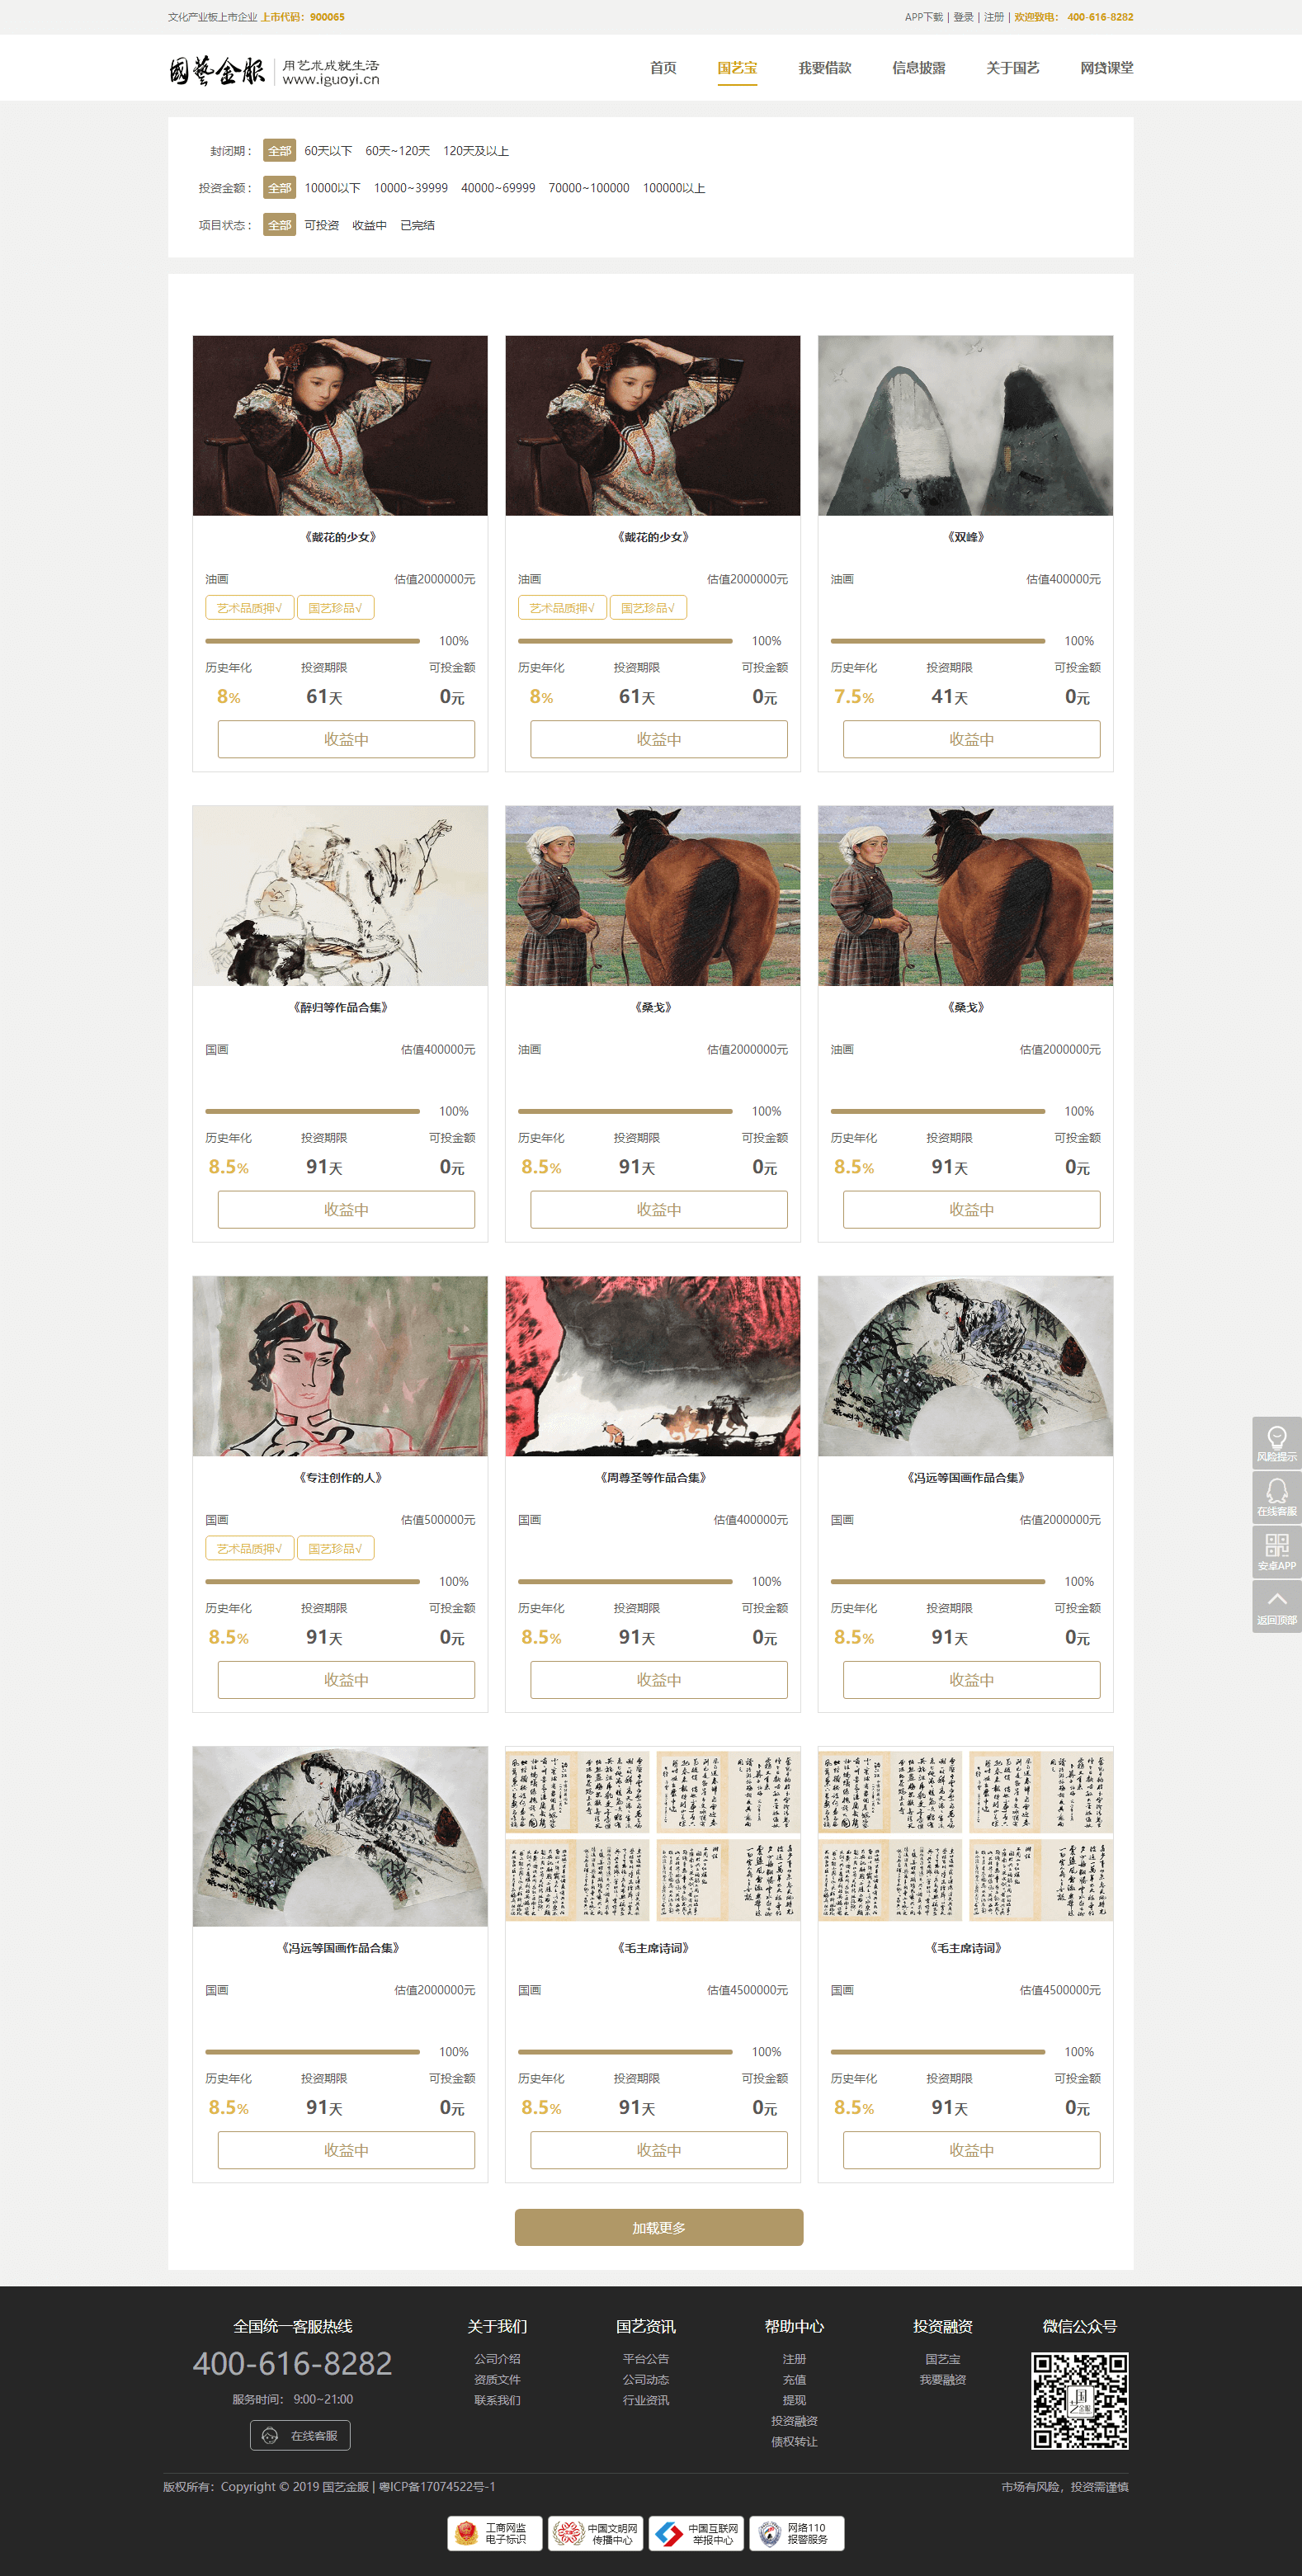 文化产业板上市企业 上市代码：900065
APP下载 | 登录 | 注册 | 欢迎致电： 400-616-8282
國藝金服 用艺术成就生活
www.iguoyi.cn
首页 国艺宝 我要借款 信息披露 关于国艺 网贷课堂
封闭期： 全部 60天以下 60天~120天 120天及以上
投资金额： 全部 10000以下 10000~39999 40000~69999 70000~100000 100000以上
项目状态： 全部 可投资 收益中 已完结
《戴花的少女》 《戴花的少女》 《双峰》
油画 估值2000000元 油画 估值2000000元 油画 估值400000元
艺术品质押√ 国艺珍品√ 艺术品质押√ 国艺珍品√
100% 100% 100%
历史年化 投资期限 可投金额 历史年化 投资期限 可投金额 历史年化 投资期限 可投金额
8% 61天 0元 8% 61天 0元 7.5% 41天 0元
收益中 收益中 收益中
《醉归等作品合集》 《桑戈》 《桑戈》
国画 估值400000元 油画 估值2000000元 油画 估值2000000元
100% 100% 100%
历史年化 投资期限 可投金额 历史年化 投资期限 可投金额 历史年化 投资期限 可投金额
8.5% 91天 0元 8.5% 91天 0元 8.5% 91天 0元
收益中 收益中 收益中
《专注创作的人》 《周尊圣等作品合集》 《冯远等国画作品合集》
国画 估值500000元 国画 估值400000元 国画 估值2000000元
艺术品质押√ 国艺珍品√
100% 100% 100%
历史年化 投资期限 可投金额 历史年化 投资期限 可投金额 历史年化 投资期限 可投金额
8.5% 91天 0元 8.5% 91天 0元 8.5% 91天 0元
收益中 收益中 收益中
风险提示
在线客服
安卓APP
返回顶部
《冯远等国画作品合集》 《毛主席诗词》 《毛主席诗词》
国画 估值2000000元 国画 估值4500000元 国画 估值4500000元
100% 100% 100%
历史年化 投资期限 可投金额 历史年化 投资期限 可投金额 历史年化 投资期限 可投金额
8.5% 91天 0元 8.5% 91天 0元 8.5% 91天 0元
收益中 收益中 收益中
加载更多
全国统一客服热线 关于我们 国艺资讯 帮助中心 投资融资 微信公众号
400-616-8282
服务时间： 9:00~21:00
在线客服
公司介绍 平台公告 注册 国艺宝
资质文件 公司动态 充值 我要融资
联系我们 行业资讯 提现
投资融资
债权转让
国艺金服
版权所有：Copyright © 2019 国艺金服 | 粤ICP备17074522号-1
市场有风险，投资需谨慎
工商网监 中国文明网 中国互联网 网络110
电子标识 传播中心 举报中心 报警服务